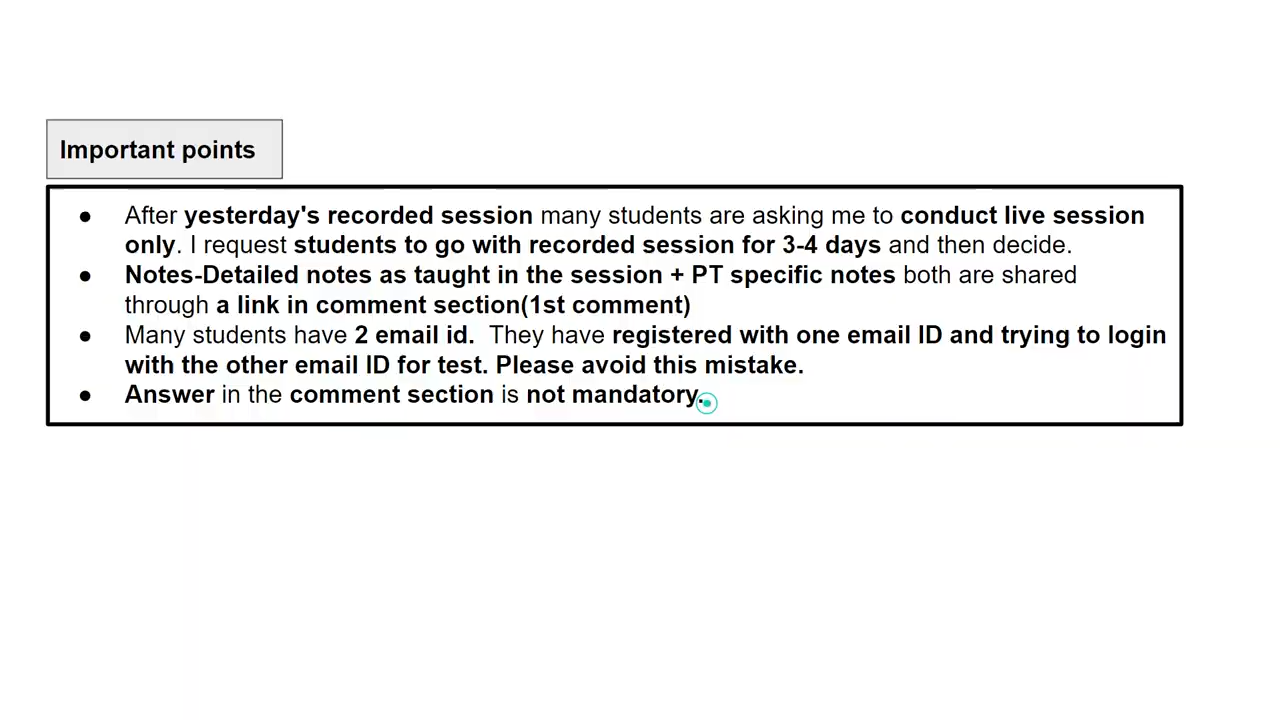 Important points
● After yesterday's recorded session many students are asking me to conduct live session
only. I request students to go with recorded session for 3-4 days and then decide.
● Notes-Detailed notes as taught in the session + PT specific notes both are shared
through a link in comment section(1st comment)
● Many students have 2 email id.  They have registered with one email ID and trying to login
with the other email ID for test. Please avoid this mistake.
● Answer in the comment section is not mandatory.